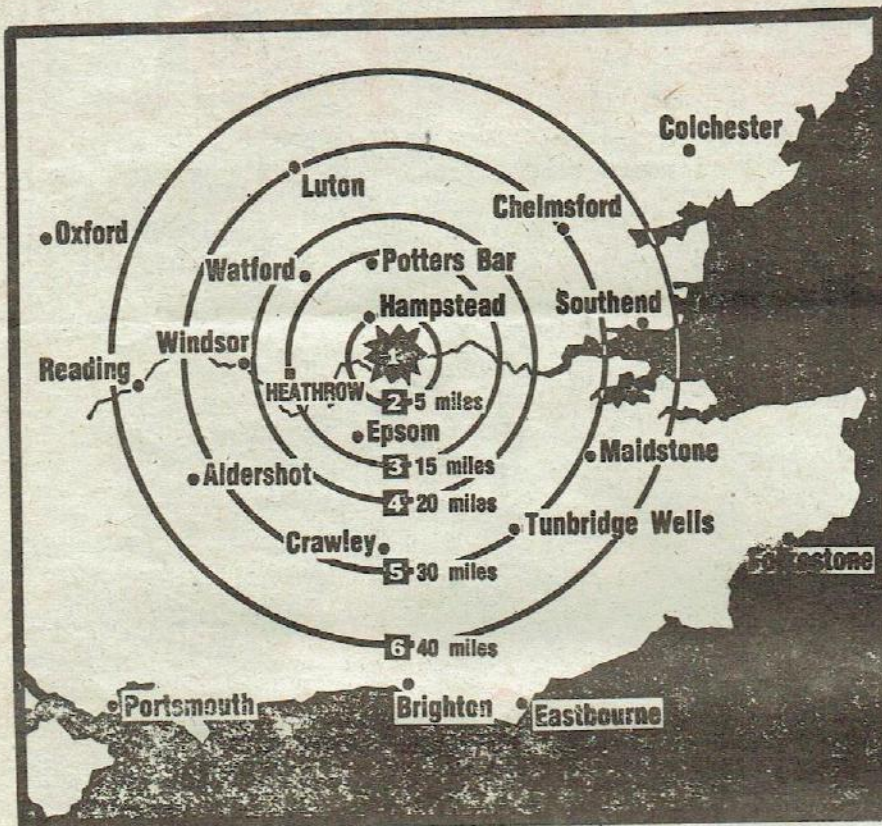 Colchester
Luton
Chelmsford
Oxford
Watford
Potters Bar
Hampstead
Southend
Windsor
1
Reading
HEATHROW
2 5 miles
Epsom
Maidstone
3 15 miles
Aldershot
4 20 miles
Tunbridge Wells
Crawley
5 30 miles
Folkestone
6 40 miles
Portsmouth
Brighton
Eastbourne